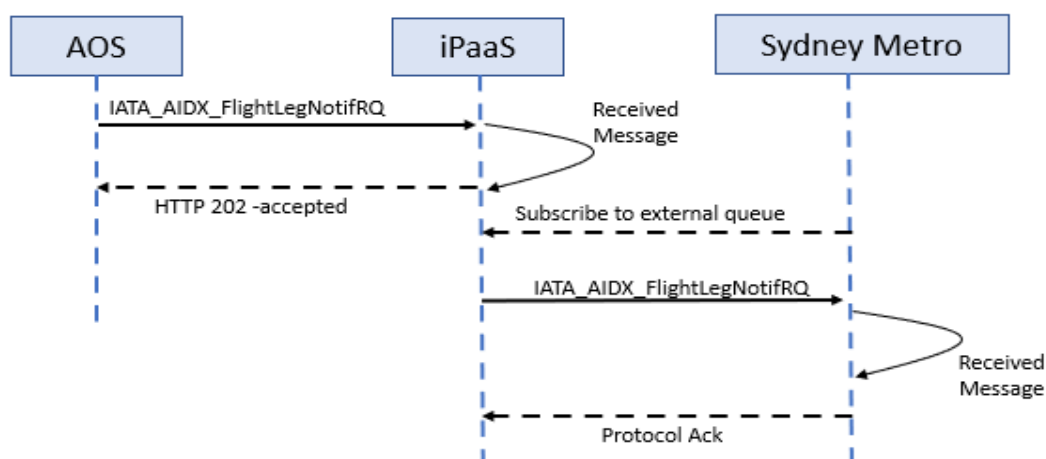 AOS
iPaaS
Sydney Metro
IATA_AIDX_FlightLegNotifRQ
Received
Message
HTTP 202 -accepted
Subscribe to external queue
IATA_AIDX_FlightLegNotifRQ
Received
Message
Protocol Ack